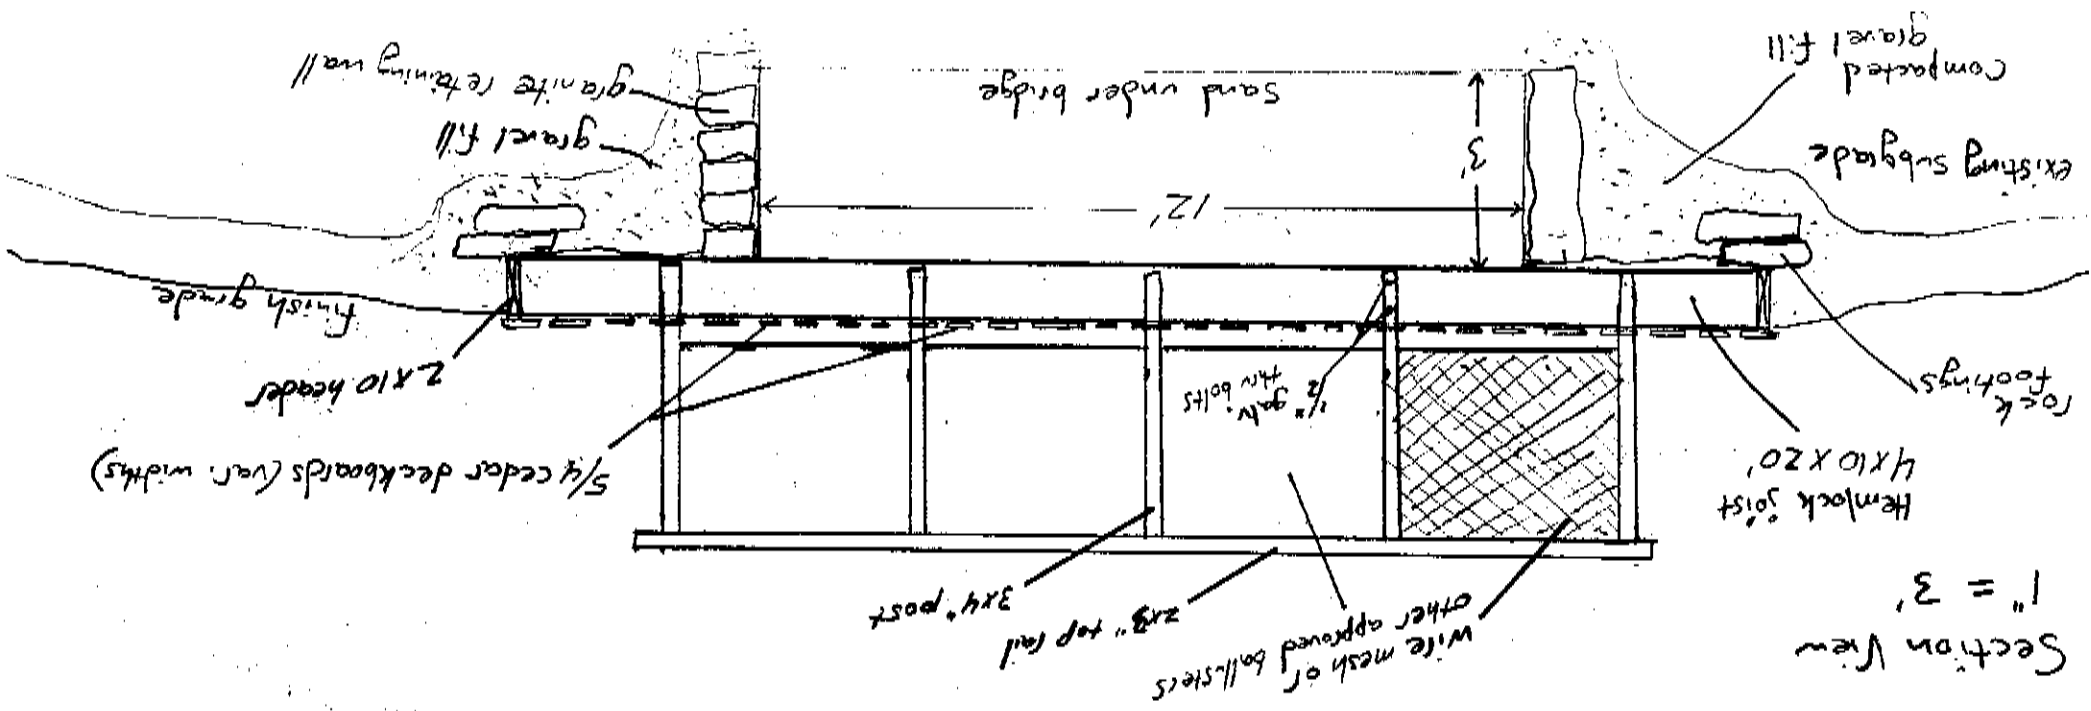 Section View
1" = 3'
wire mesh or
other approved ballusters
2x3" top rail
3x4" post
Hemlock joist
4x10x20'
5/4 cedar deckboards (var. widths)
rock
footings
1/2" galv.
thru bolts
2x10 header
finish grade
existing subgrade
12'
3'
gravel fill
compacted
gravel fill
sand under bridge
granite retaining wall